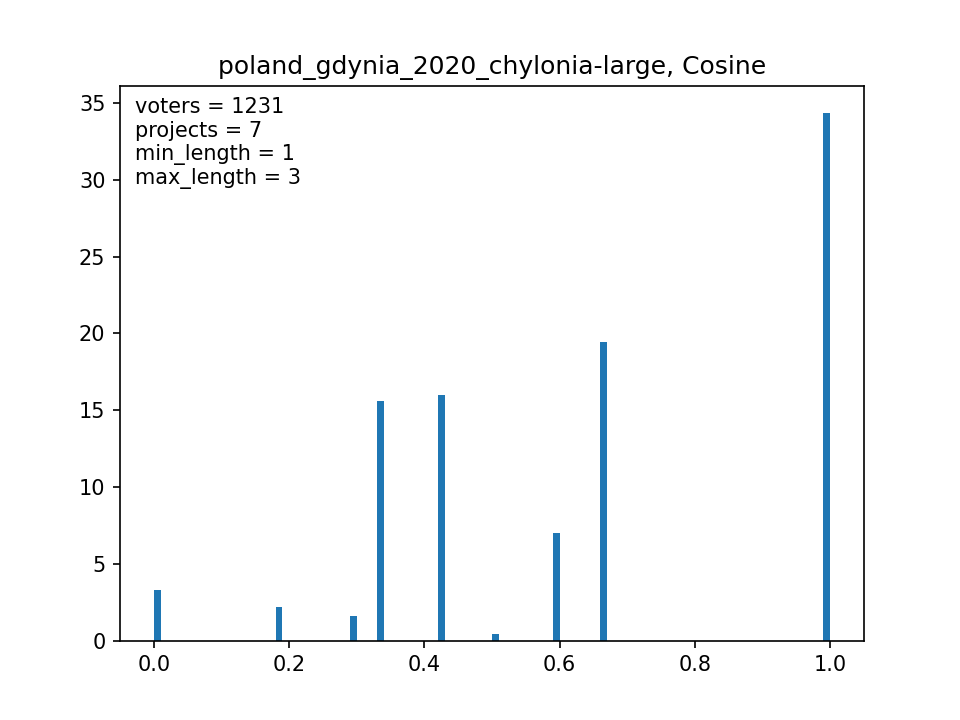 poland_gdynia_2020_chylonia-large, Cosine
voters = 1231
projects = 7
min_length = 1
max_length = 3
35
30
25
20
15
10
5
0
0.0 0.2 0.4 0.6 0.8 1.0